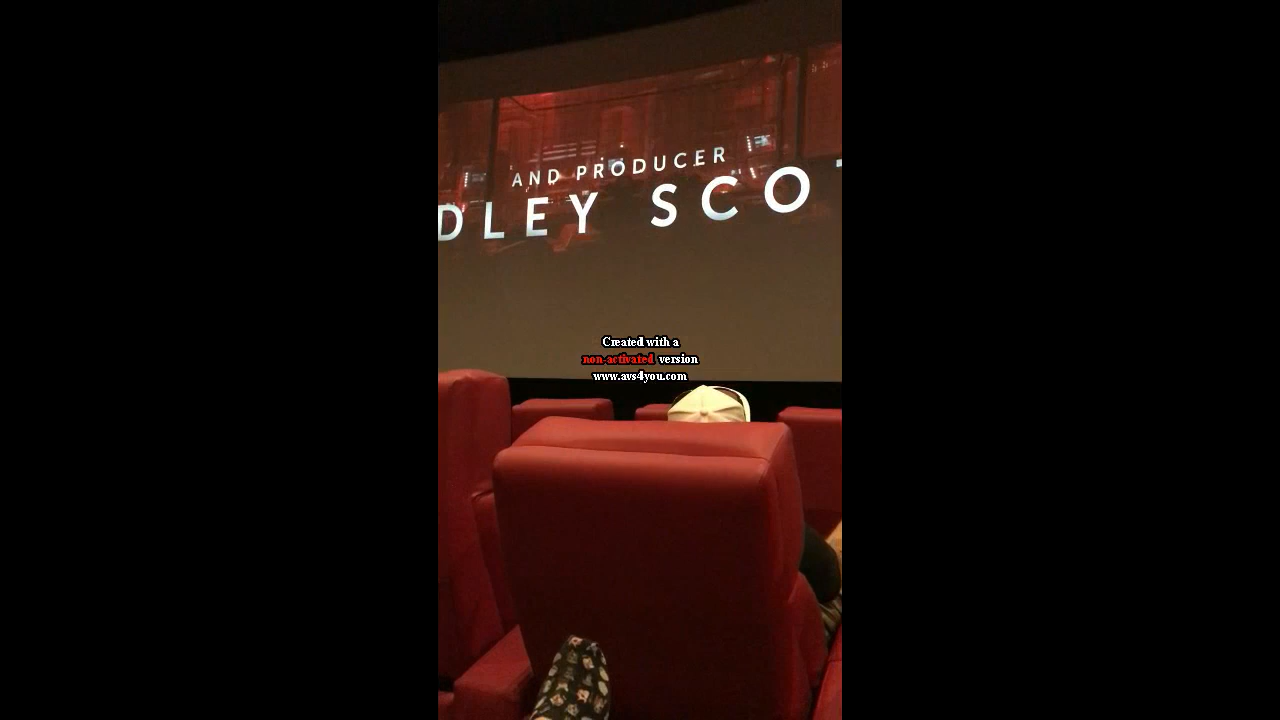 AND PRODUCER
DLEY SCO
Created with a
non-activated version
www.avs4you.com